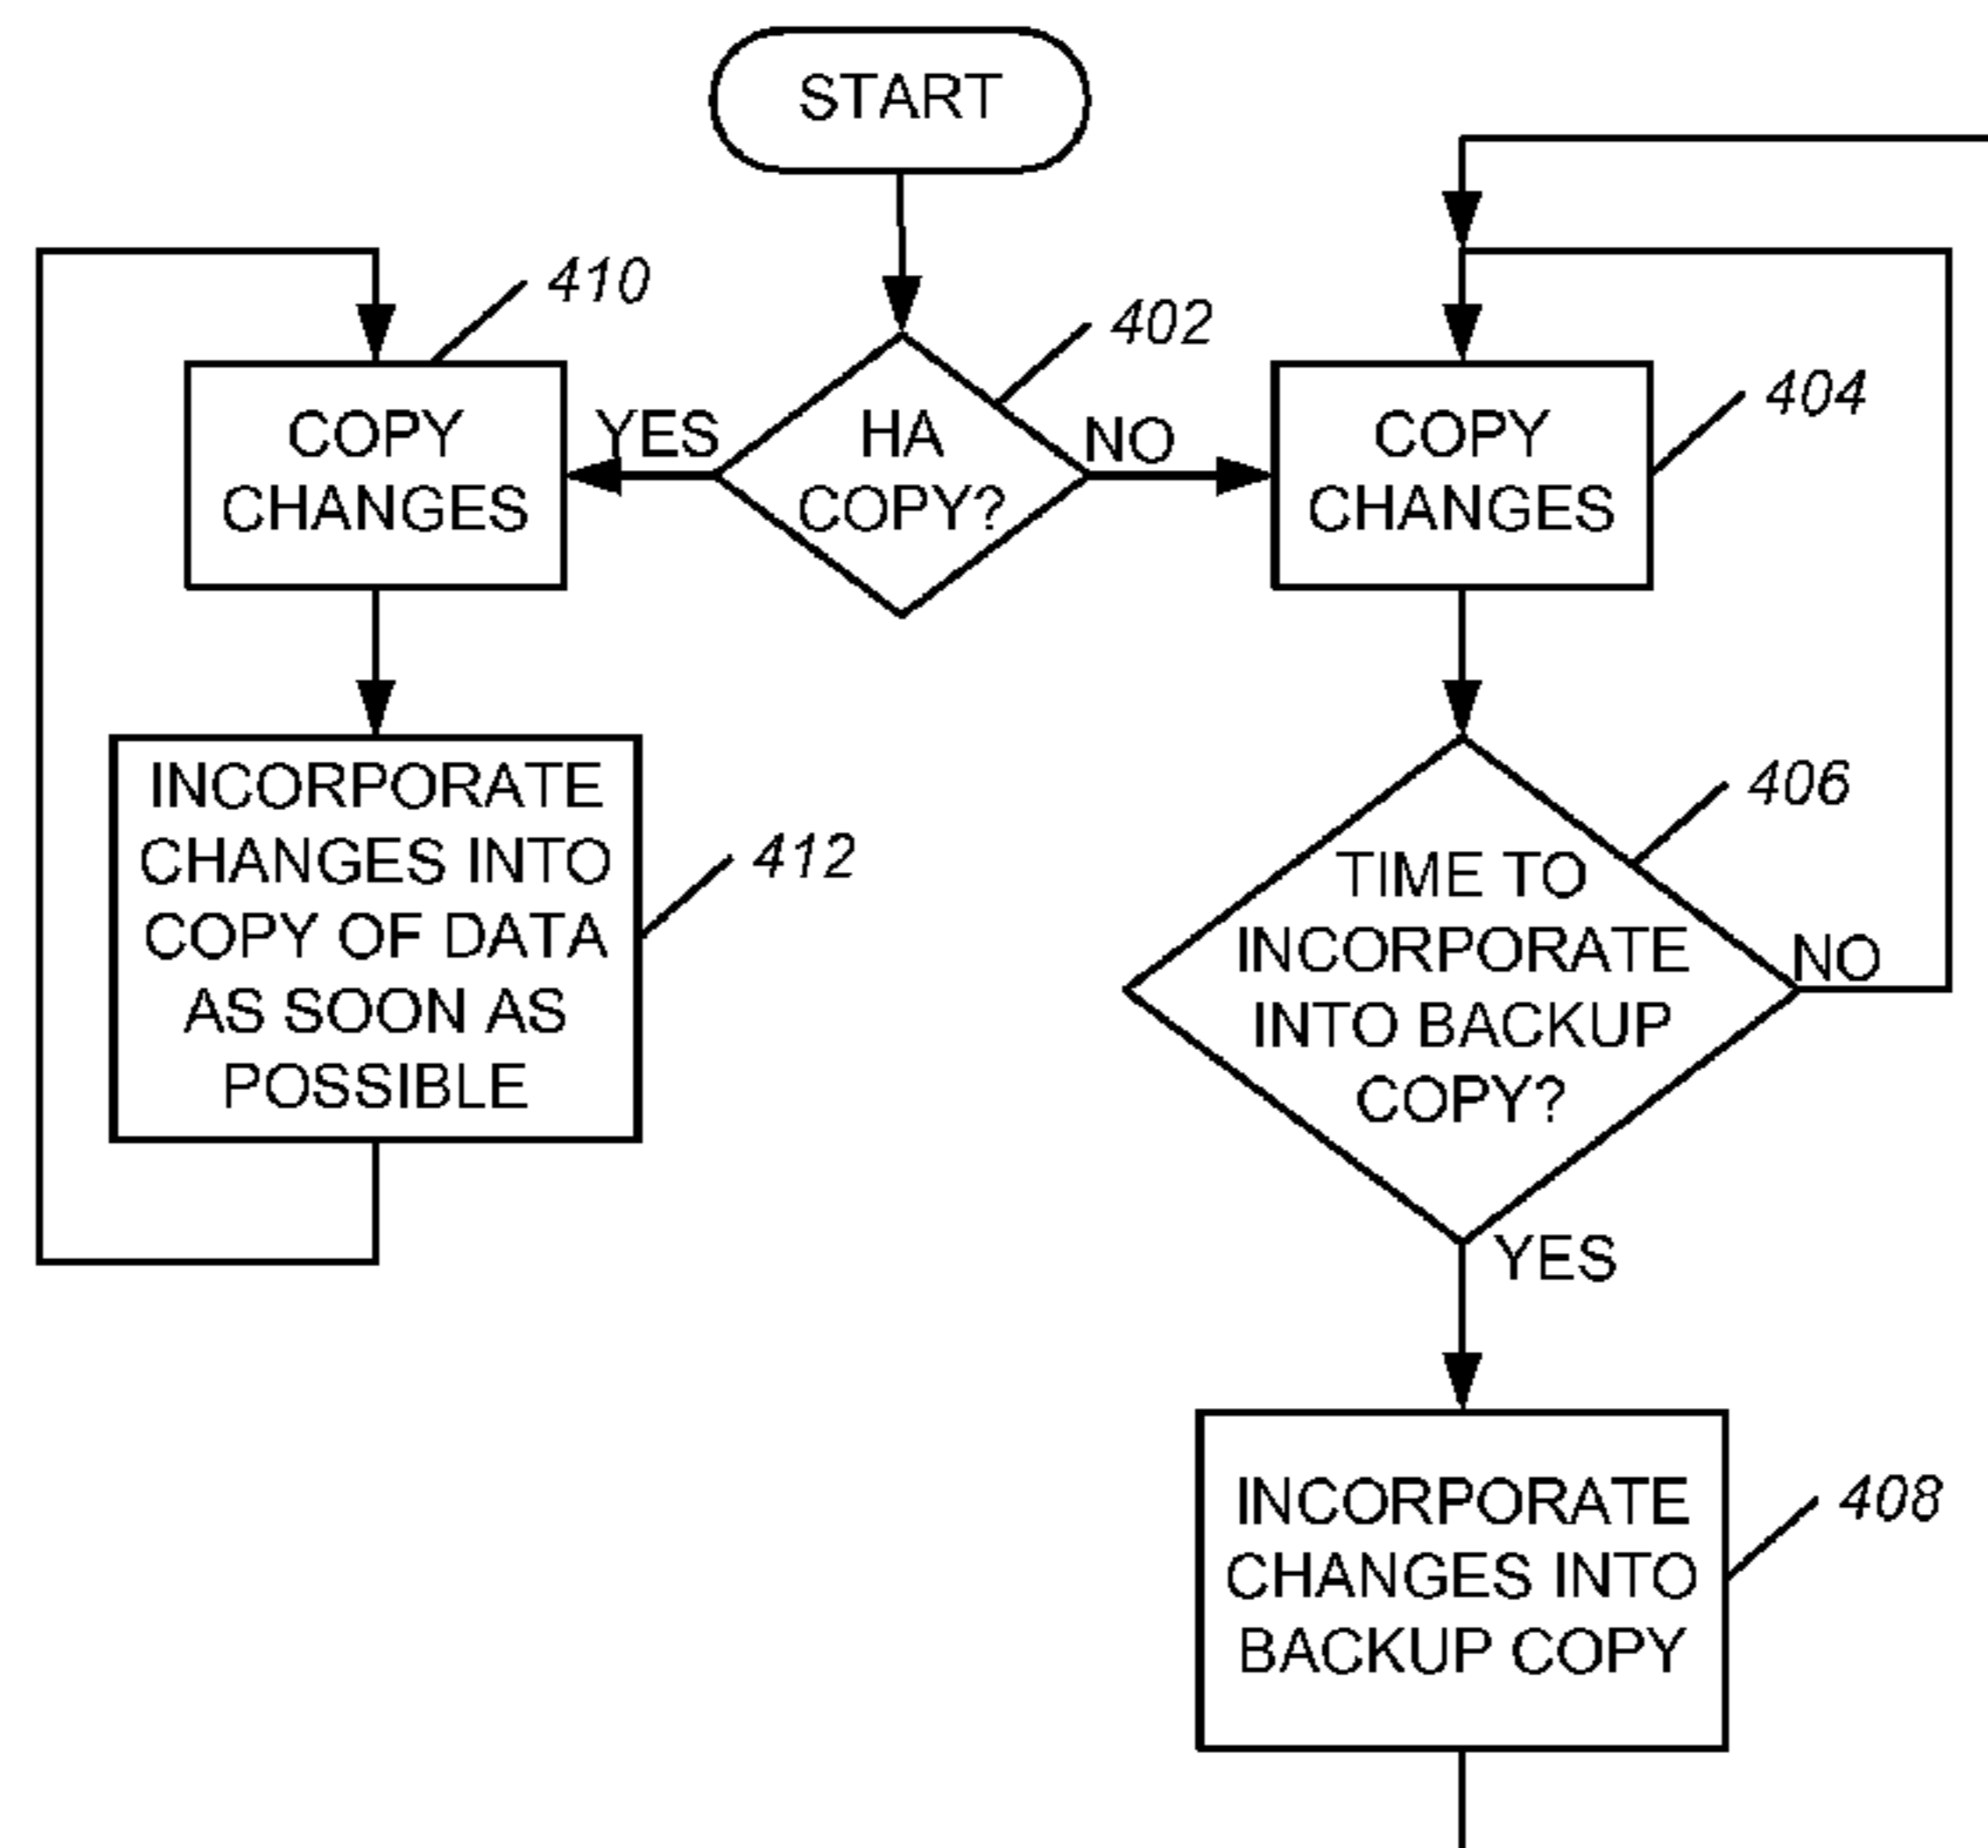 START
410
402
404
COPY
CHANGES
YES
HA
COPY?
NO
COPY
CHANGES
INCORPORATE
CHANGES INTO
COPY OF DATA
AS SOON AS
POSSIBLE
412
406
TIME TO
INCORPORATE
INTO BACKUP
COPY?
NO
YES
INCORPORATE
CHANGES INTO
BACKUP COPY
408